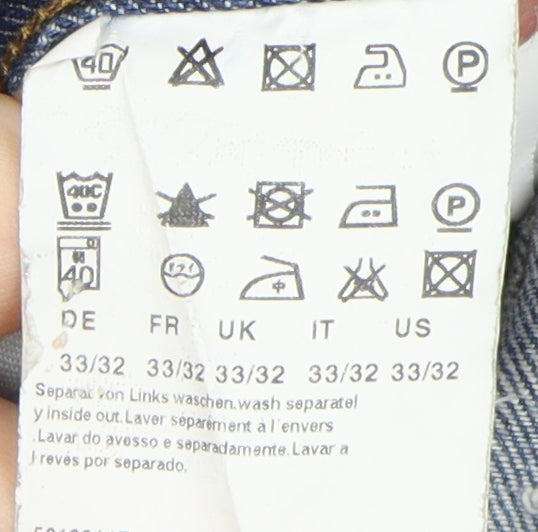 40 P
40C P
40
DE FR UK IT US
33/32 33/32 33/32 33/32 33/32
Separat von Links waschen.wash separatel
y inside out.Laver séparément à l'envers
.Lavar do avesso e separadamente.Lavar a
l revés por separado.